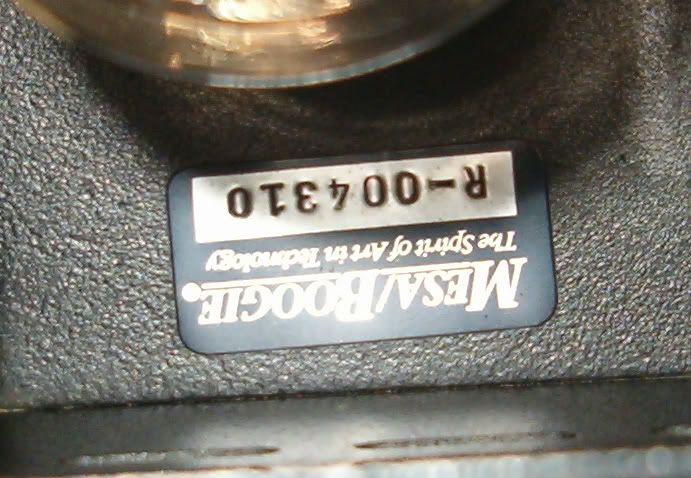 MESA/BOOGIE®
The Spirit of Art in Technology
R-004310